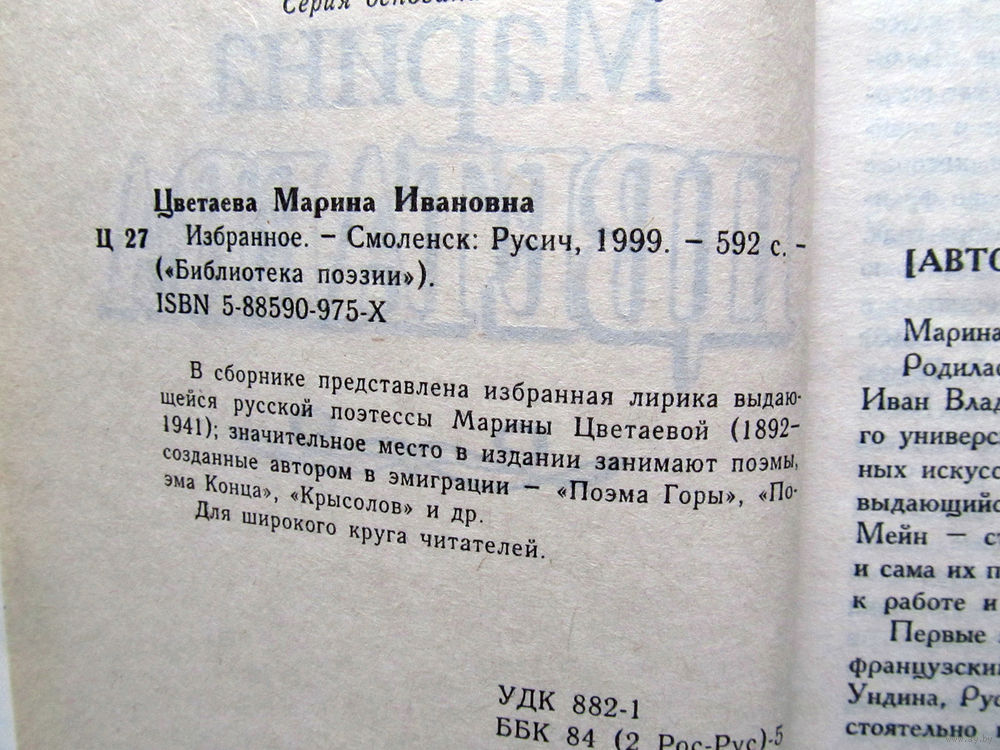 Серия
Марина
Цветаева Марина Ивановна
Ц 27 Избранное. – Смоленск: Русич, 1999. – 592 с. –
(«Библиотека поэзии»).
ISBN 5-88590-975-X
В сборнике представлена избранная лирика выдаю-
щейся русской поэтессы Марины Цветаевой (1892–
1941); значительное место в издании занимают поэмы,
созданные автором в эмиграции – «Поэма Горы», «По-
эма Конца», «Крысолов» и др.
Для широкого круга читателей.
УДК 882-1
ББК 84 (2 Рос-Рус)-5
[АВТО
Марина
Родилас
Иван Влад
го универс
ных искусс
выдающийс
Мейн – ст
и сама их п
к работе и
Первые
французски
Ундина, Рус
стоятельно